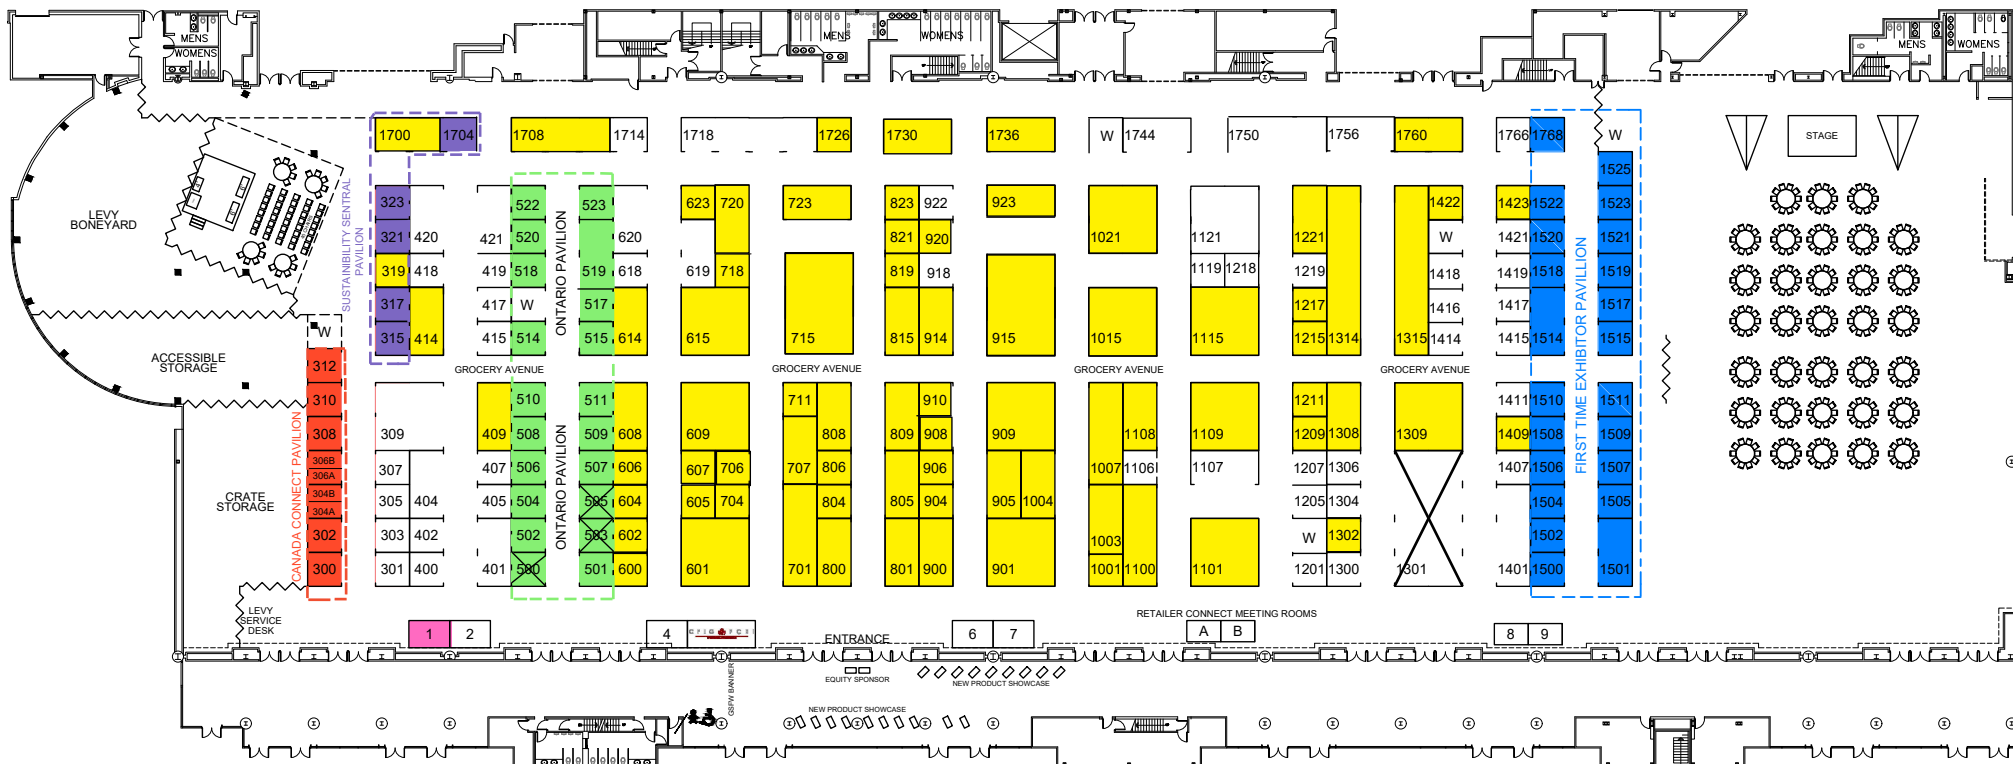 MENS
WOMENS
MENS
WOMENS
MENS
WOMENS
1700 1704 1708 1714 1718 1726 1730 1736 W 1744 1750 1756 1760 1766 1768 W
STAGE
1525
323 522 523 623 720 723 823 922 923 1422 1423 1522 1523
LEVY
BONEYARD
321 420 421 520 620 821 920 1021 1121 1221 W 1421 1520 1521
319 418 419 518 519 618 619 718 819 918 1119 1218 1219 1418 1419 1518 1519
317 417 W 517 1217 1416 1417 1517
W
315 414 415 514 515 614 615 715 815 914 915 1015 1115 1215 1314 1315 1414 1415 1514 1515
SUSTAINIBILITY SENTRAL
PAVILION
ONTARIO PAVILION
FIRST TIME EXHIBITOR PAVILLION
ACCESSIBLE
STORAGE
312
GROCERY AVENUE
GROCERY AVENUE
GROCERY AVENUE
GROCERY AVENUE
310 510 511 711 910 1211 1411 1510 1511
308 309 409 508 509 608 609 808 809 908 909 1108 1109 1209 1308 1309 1409 1508 1509
306B
306A
307 407 506 507 606 607 706 707 806 906 1007 1106 1107 1207 1306 1407 1506 1507
304B
304A
305 404 405 504 505 604 605 704 804 805 904 905 1004 1205 1304 1504 1505
CRATE
STORAGE
302 303 402 502 503 602 1003 W 1302 1502
300 301 400 401 500 501 600 601 701 800 801 900 901 1001 1100 1101 1201 1300 1301 1401 1500 1501
CANADA CONNECT PAVILION
ONTARIO PAVILION
LEVY
SERVICE
DESK
RETAILER CONNECT MEETING ROOMS
1 2 4 6 7 A B 8 9
ENTRANCE
EQUITY SPONSOR
NEW PRODUCT SHOWCASE
GSFW BANNER
NEW PRODUCT SHOWCASE